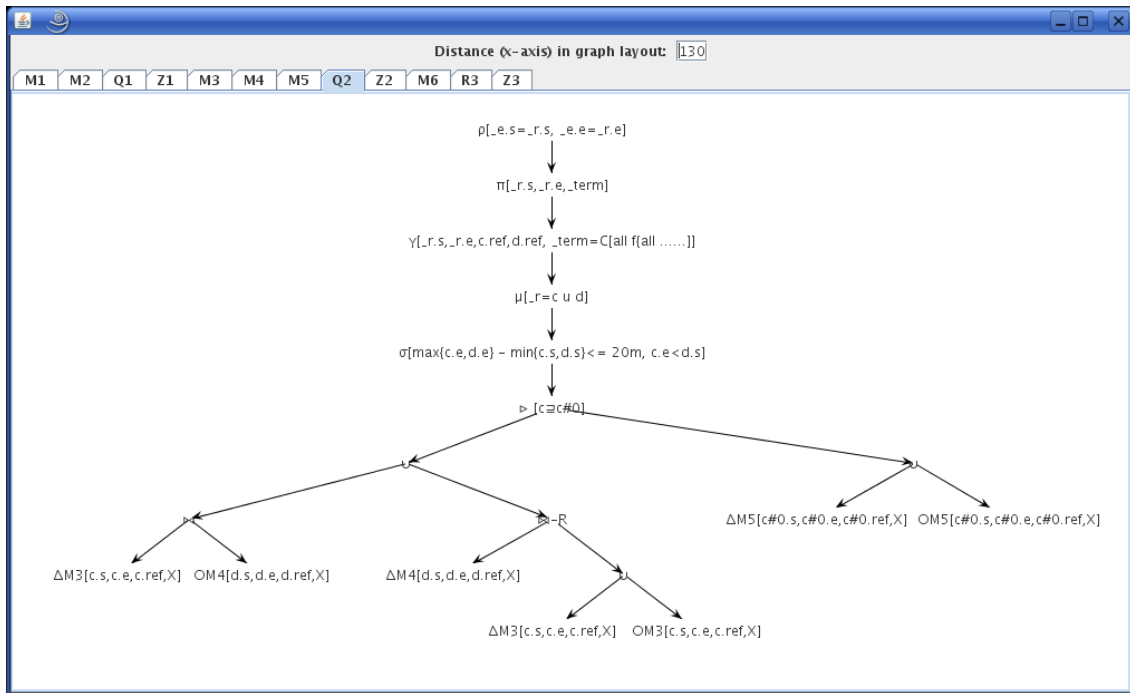 Distance (x-axis) in graph layout: 130
M1 M2 Q1 Z1 M3 M4 M5 Q2 Z2 M6 R3 Z3
ρ[_e.s=_r.s, _e.e=_r.e]
π[_r.s,_r.e,_term]
γ[_r.s,_r.e,c.ref,d.ref, _term=C[all f{all ......]]
μ[_r=c u d]
σ[max{c.e,d.e} - min{c.s,d.s}<= 20m, c.e<d.s]
▷ [c⊇c#0]
∪ ∪
⋈ ⋈-R ΔM5[c#0.s,c#0.e,c#0.ref,X] OM5[c#0.s,c#0.e,c#0.ref,X]
ΔM3[c.s,c.e,c.ref,X] OM4[d.s,d.e,d.ref,X] ΔM4[d.s,d.e,d.ref,X] ∪
ΔM3[c.s,c.e,c.ref,X] OM3[c.s,c.e,c.ref,X]